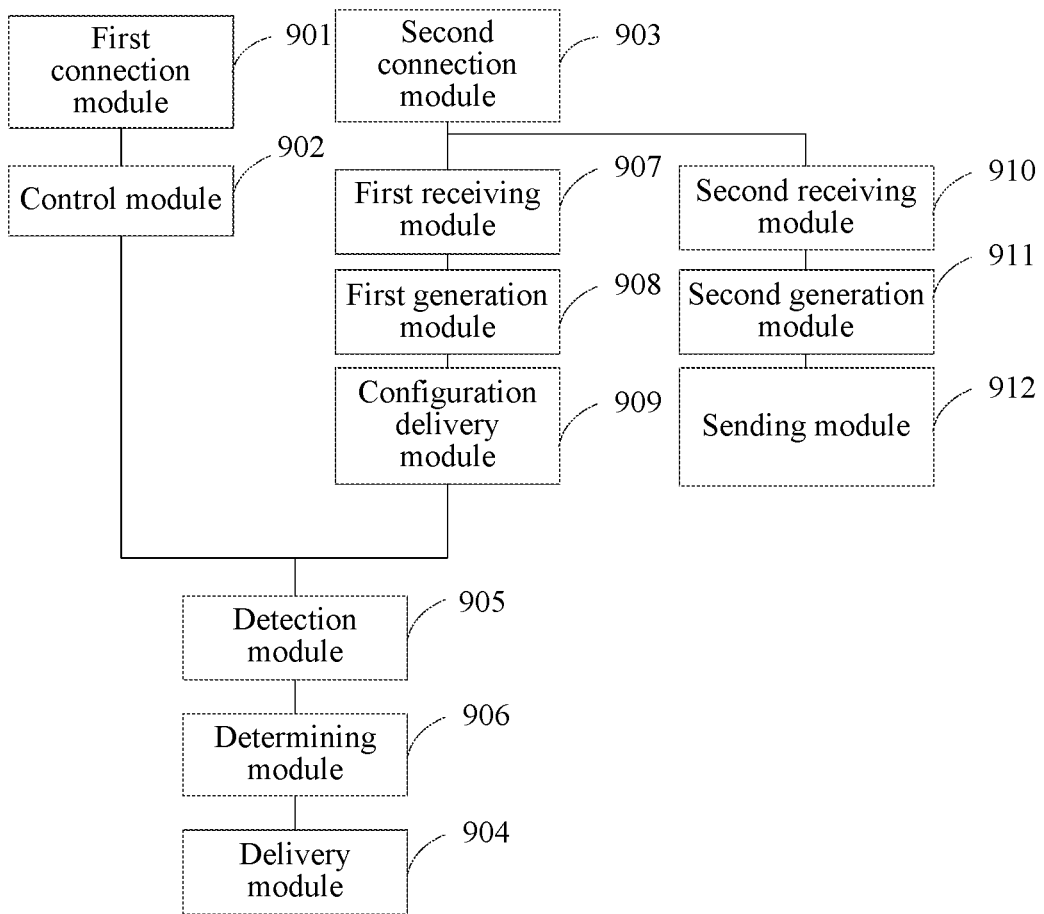 First
connection
module
901
Second
connection
module
903
Control module
902
First receiving
module
907
Second receiving
module
910
First generation
module
908
Second generation
module
911
Configuration
delivery
module
909
Sending module
912
Detection
module
905
Determining
module
906
Delivery
module
904